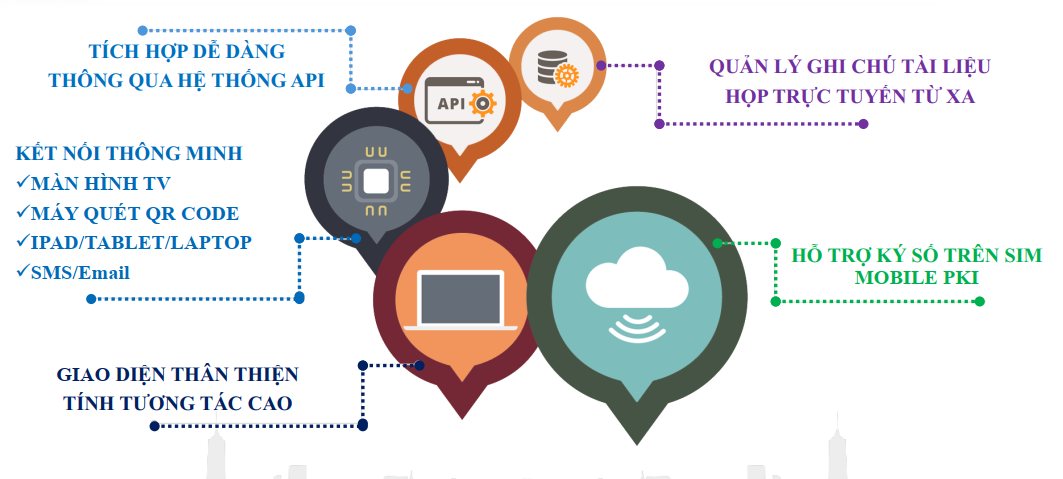 TÍCH HỢP DỄ DÀNG
THÔNG QUA HỆ THỐNG API
API
QUẢN LÝ GHI CHÚ TÀI LIỆU
HỌP TRỰC TUYẾN TỪ XA
KẾT NỐI THÔNG MINH
✓MÀN HÌNH TV
✓MÁY QUÉT QR CODE
✓IPAD/TABLET/LAPTOP
✓SMS/Email
HỖ TRỢ KÝ SỐ TRÊN SIM
MOBILE PKI
GIAO DIỆN THÂN THIỆN
TÍNH TƯƠNG TÁC CAO